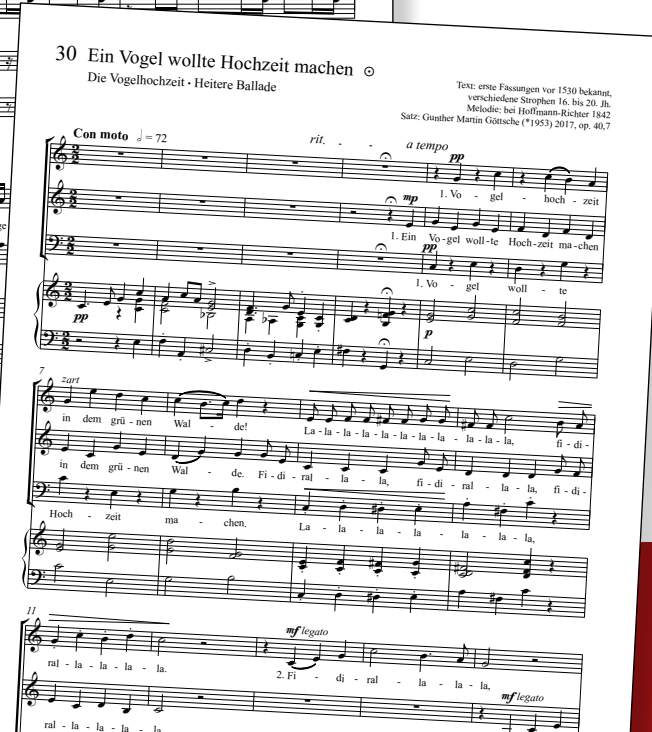 30 Ein Vogel wollte Hochzeit machen
Die Vogelhochzeit • Heitere Ballade
Text: erste Fassungen vor 1530 bekannt,
verschiedene Strophen 16. bis 20. Jh.
Melodie: bei Hoffmann-Richter 1842
Satz: Gunther Martin Göttsche (*1953) 2017, op. 40,7
Con moto = 72
rit. - - a tempo
pp
1. Vo - gel hoch - zeit
mp
1. Ein Vo - gel woll - te Hoch - zeit ma - chen
pp
1. Vo - gel woll - te
pp p
7
zart
in dem grü - nen Wal - de! La - la - la - la - la - la - la - la - la - la - la, fi - di -
in dem grü - nen Wal - de. Fi - di - ral - la - la, fi - di - ral - la - la, fi - di -
Hoch - zeit ma - chen. La - la - la - la - la - la - la,
11
mf legato
ral - la - la - la - la. 2. Fi - di - ral - la - la - la,
mf legato
ral - la - la - la - la